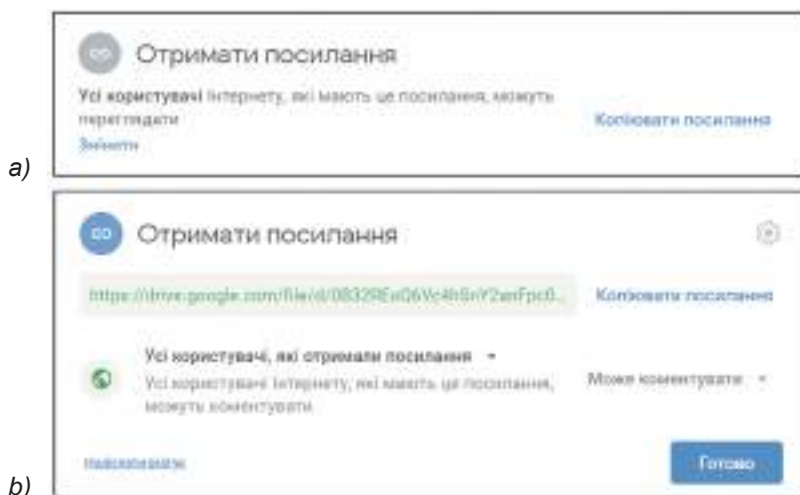 Отримати посилання
Усі користувачі Інтернету, які мають це посилання, можуть
переглядати
Копіювати посилання
Змінити
a)
Отримати посилання
Копіювати посилання
Усі користувачі, які отримали посилання
Усі користувачі Інтернету, які мають це посилання,
можуть коментувати
Може коментувати
Готово
b)